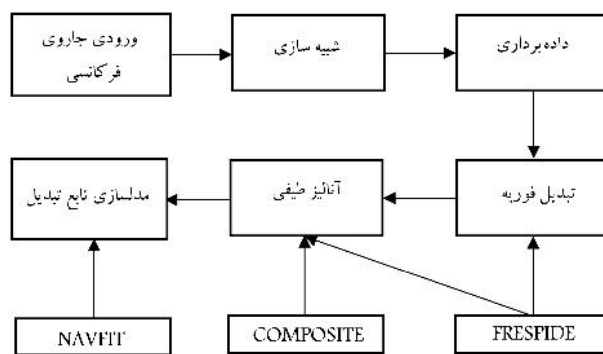 ورودی جاروی
فرکانسی
شبیه سازی
داده‌برداری
تبدیل فوریه
آنالیز طیفی
مدلسازی تابع تبدیل
NAVFIT
COMPOSITE
FRESPIDE